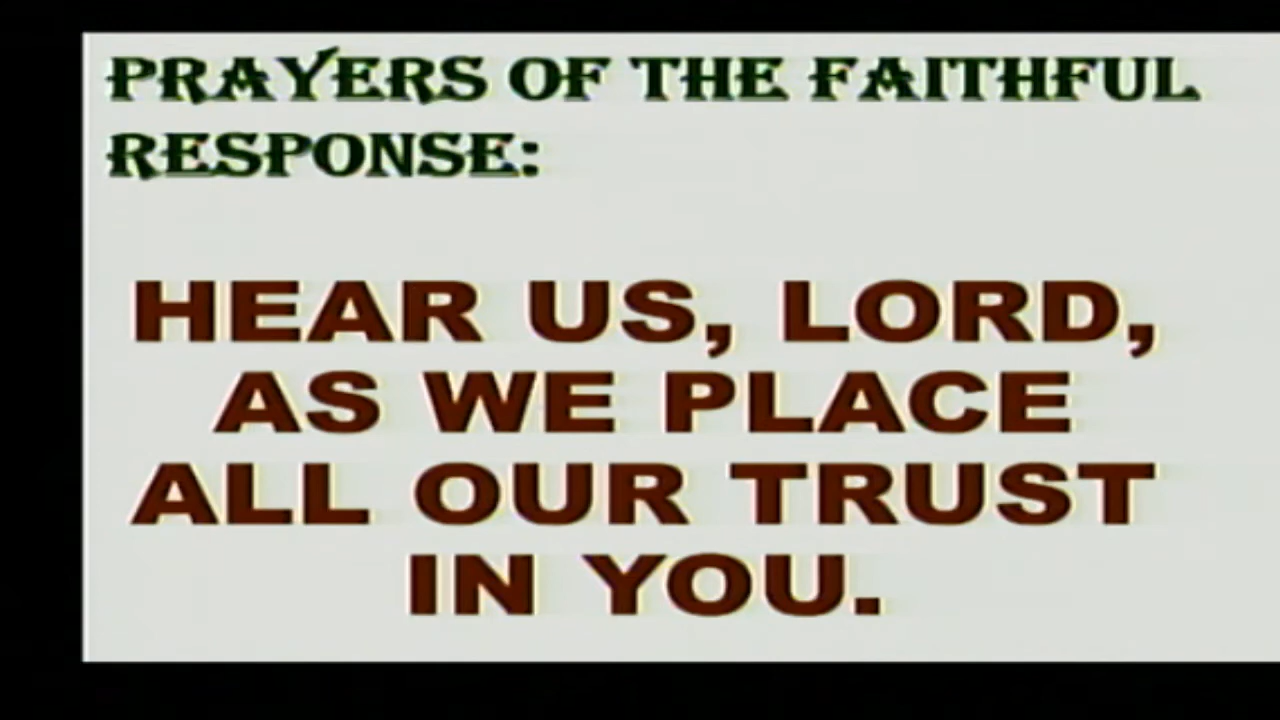 PRAYERS OF THE FAITHFUL
RESPONSE:
HEAR US, LORD,
AS WE PLACE
ALL OUR TRUST
IN YOU.